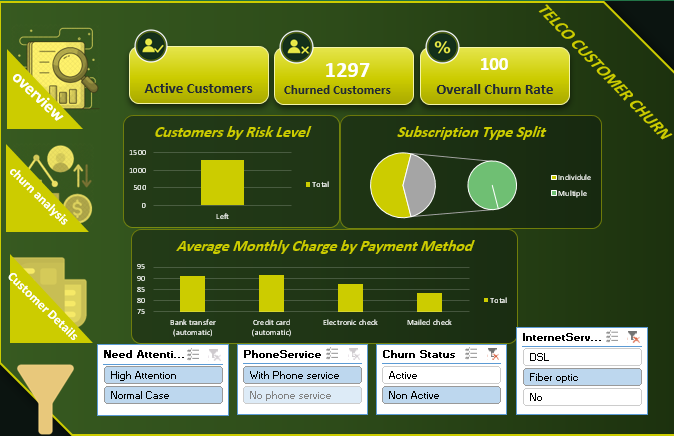 TELCO CUSTOMER CHURN
overview
churn analysis
Customer Details
Active Customers
1297
Churned Customers
%
100
Overall Churn Rate
Customers by Risk Level
1500
1000
500
0
Left
Total
Subscription Type Split
Individule
Multiple
Average Monthly Charge by Payment Method
95
90
85
80
75
Bank transfer
(automatic)
Credit card
(automatic)
Electronic check
Mailed check
Total
Need Attenti...
High Attention
Normal Case
PhoneService
With Phone service
No phone service
Churn Status
Active
Non Active
InternetServ...
DSL
Fiber optic
No